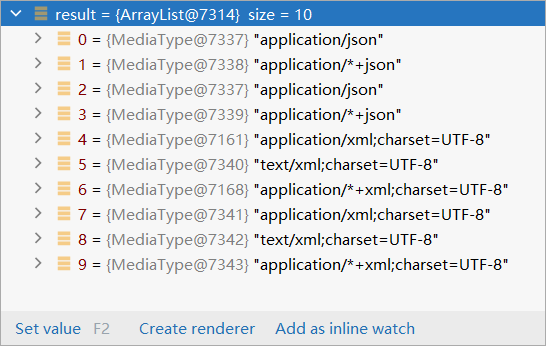 result = {ArrayList@7314} size = 10
0 = {MediaType@7337} "application/json"
1 = {MediaType@7338} "application/*+json"
2 = {MediaType@7337} "application/json"
3 = {MediaType@7339} "application/*+json"
4 = {MediaType@7161} "application/xml;charset=UTF-8"
5 = {MediaType@7340} "text/xml;charset=UTF-8"
6 = {MediaType@7168} "application/*+xml;charset=UTF-8"
7 = {MediaType@7341} "application/xml;charset=UTF-8"
8 = {MediaType@7342} "text/xml;charset=UTF-8"
9 = {MediaType@7343} "application/*+xml;charset=UTF-8"
Set value F2 Create renderer Add as inline watch